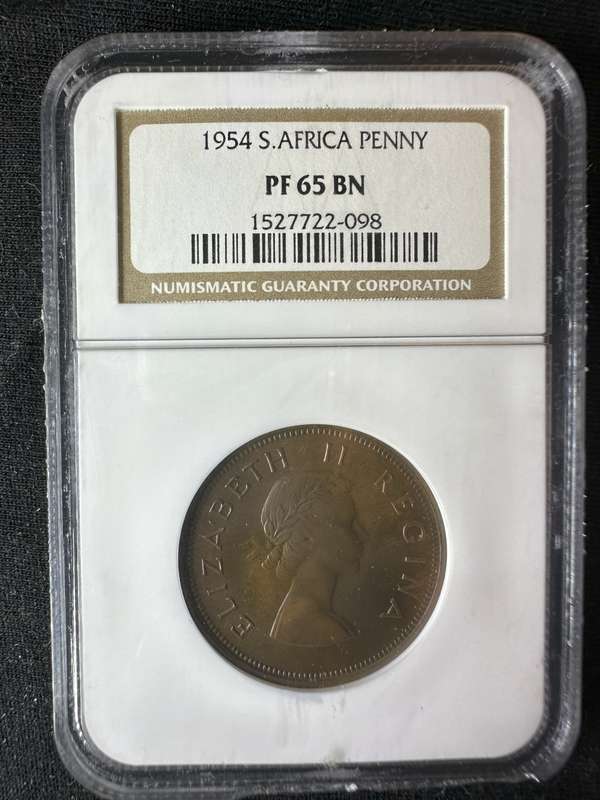 1954 S.AFRICA PENNY
PF 65 BN
1527722-098
NUMISMATIC GUARANTY CORPORATION
ELIZABETH II REGINA